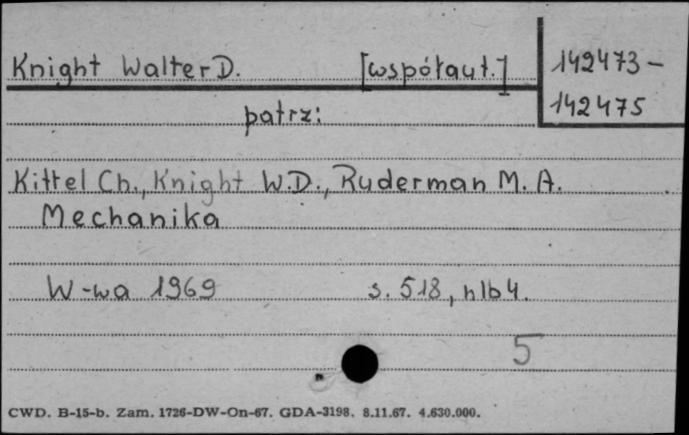 Knight Walter D. [współaut.] 142473-
142475
patrz:
Kittel Ch., Knight W.D., Ruderman M. A.
Mechanika
W-wa 1969 s. 518, nlb 4.
5
CWD. B-15-b. Zam. 1726-DW-On-67. GDA-3198. 8.11.67. 4.630.000.